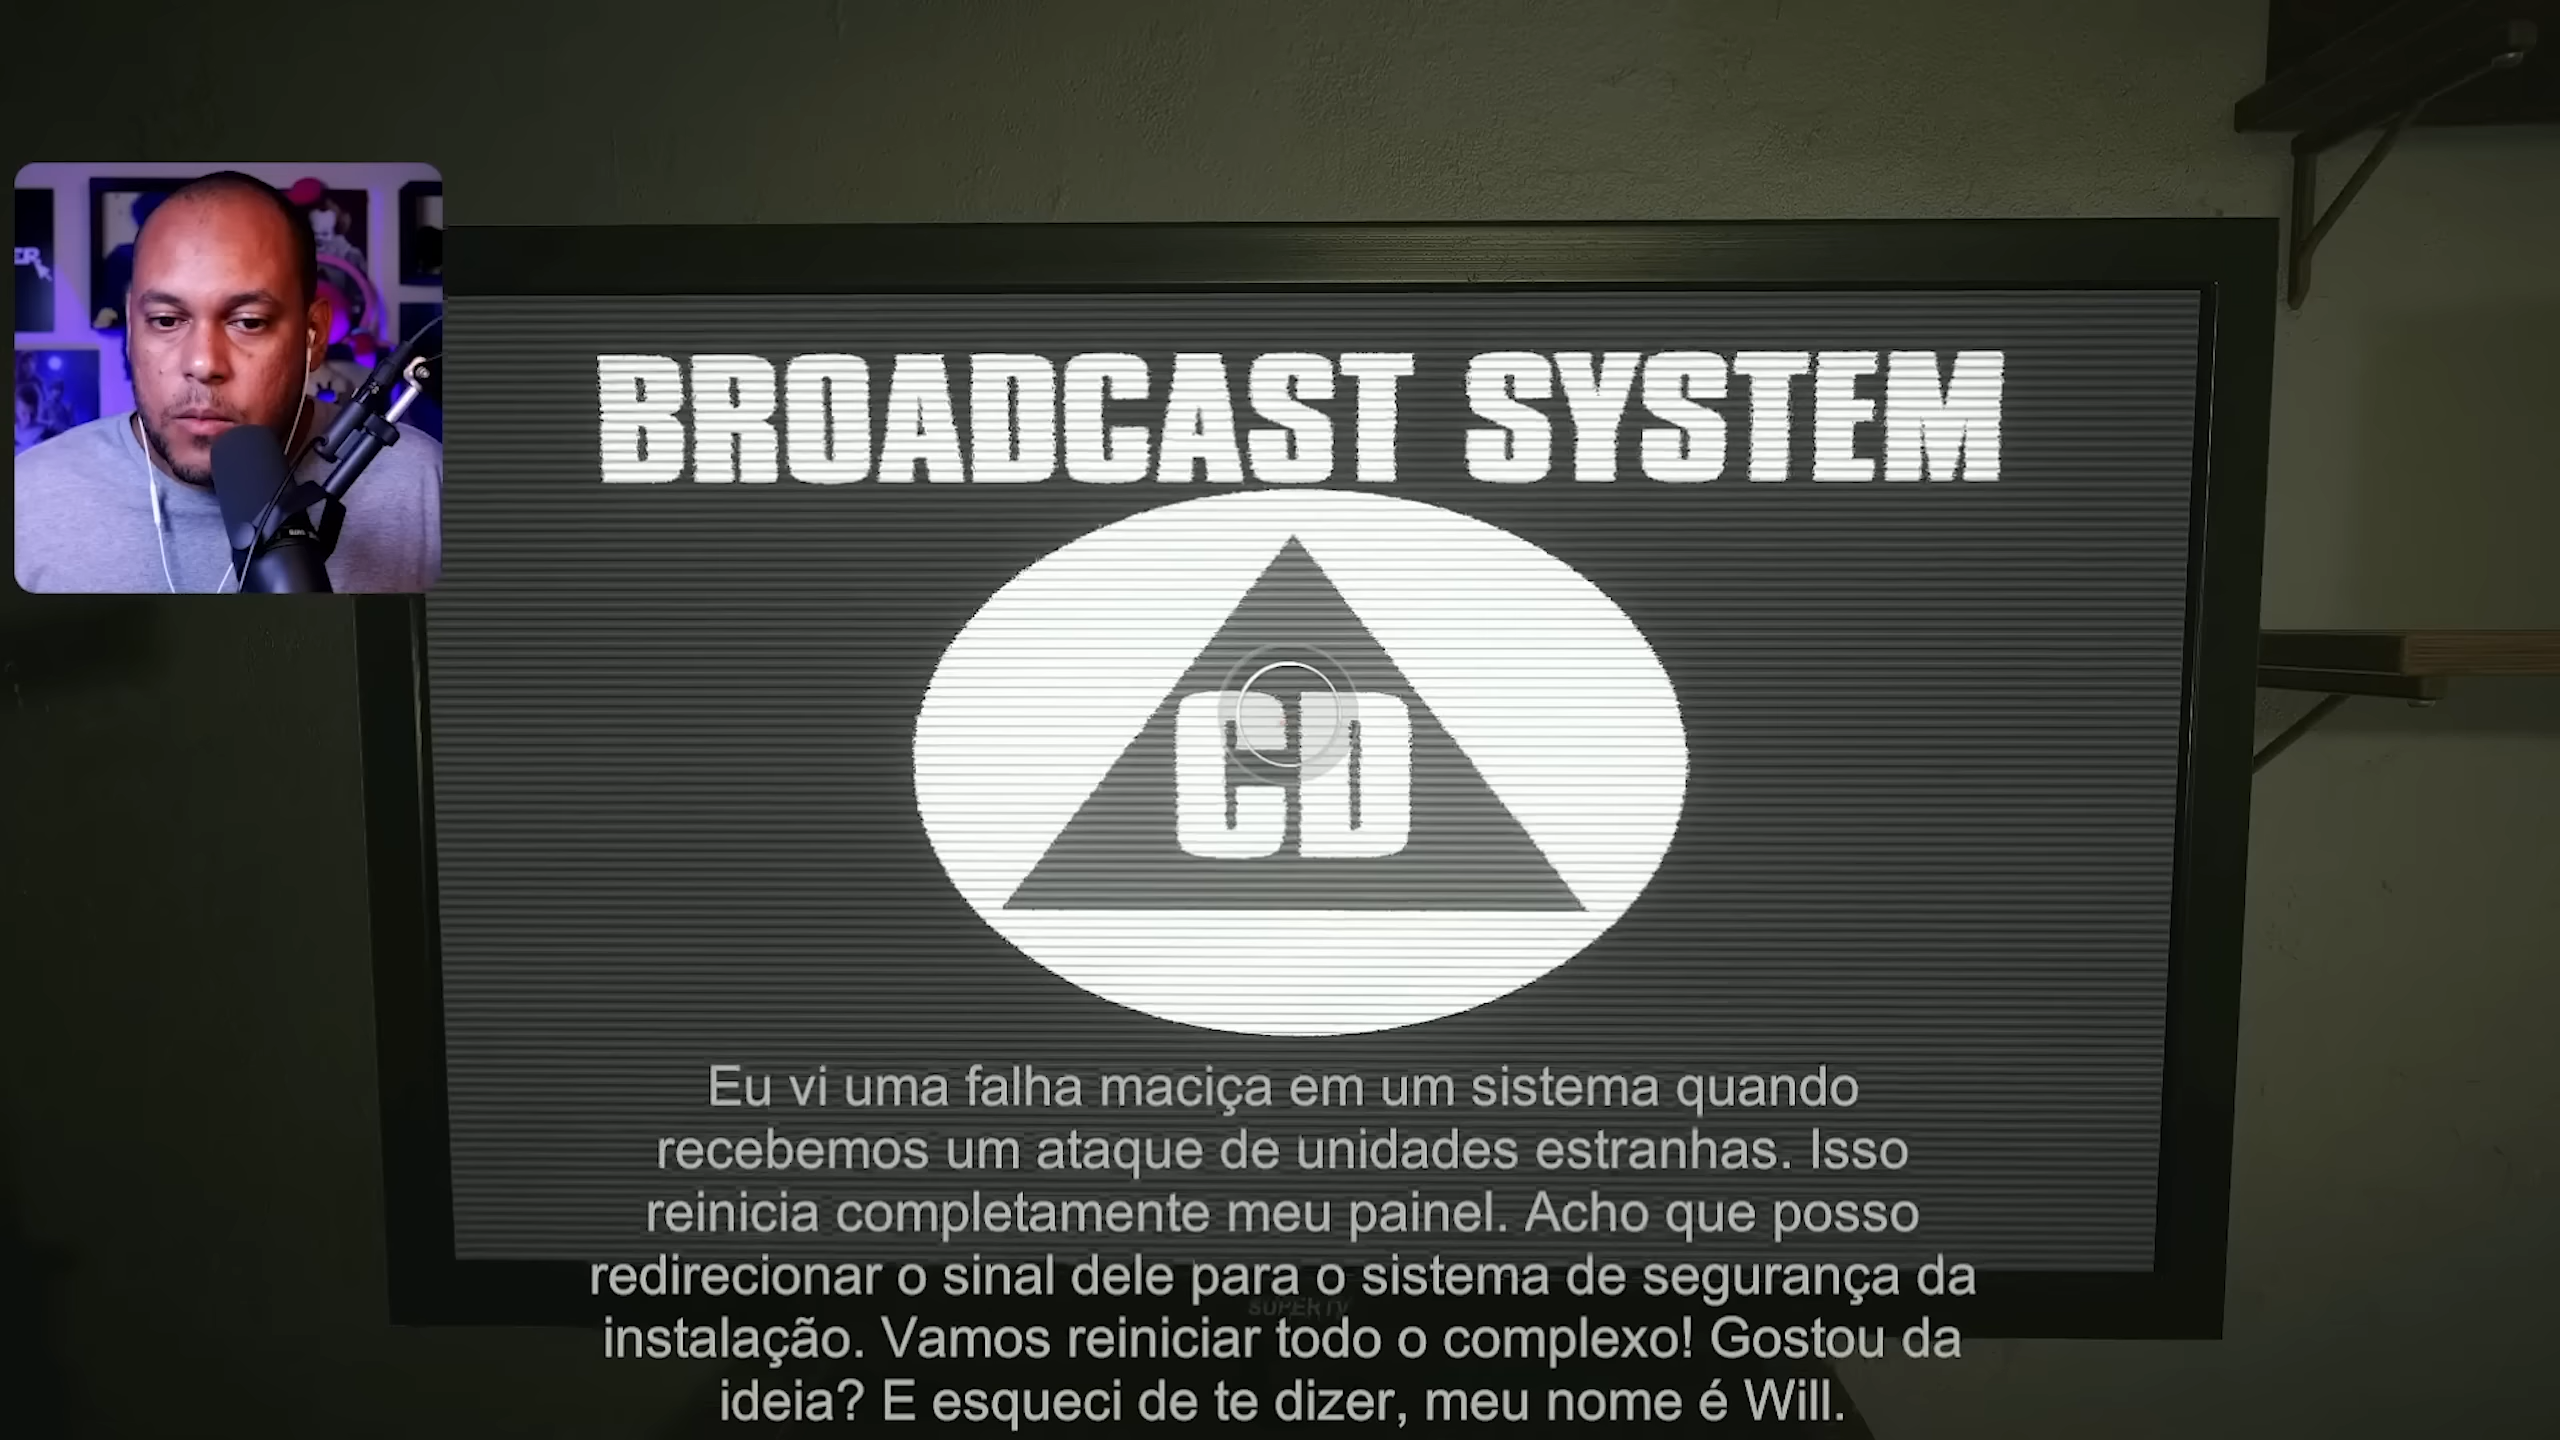 BROADCAST SYSTEM
CD
Eu vi uma falha maciça em um sistema quando
recebemos um ataque de unidades estranhas. Isso
reinicia completamente meu painel. Acho que posso
redirecionar o sinal dele para o sistema de segurança da
SUPERTV
instalação. Vamos reiniciar todo o complexo! Gostou da
ideia? E esqueci de te dizer, meu nome é Will.